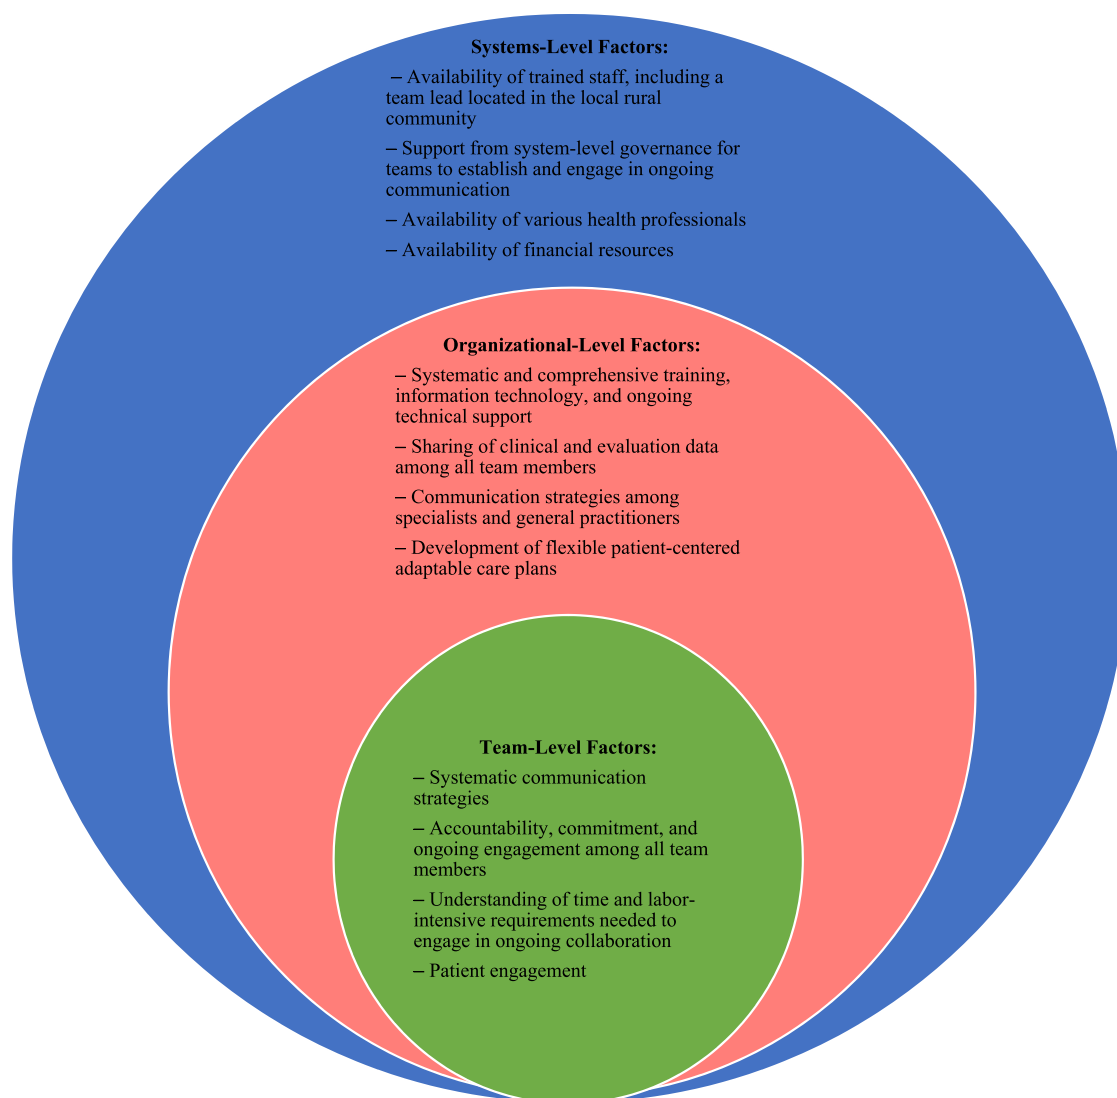 Systems-Level Factors:
– Availability of trained staff, including a
team lead located in the local rural
community
– Support from system-level governance for
teams to establish and engage in ongoing
communication
– Availability of various health professionals
– Availability of financial resources
Organizational-Level Factors:
– Systematic and comprehensive training,
information technology, and ongoing
technical support
– Sharing of clinical and evaluation data
among all team members
– Communication strategies among
specialists and general practitioners
– Development of flexible patient-centered
adaptable care plans
Team-Level Factors:
– Systematic communication
strategies
– Accountability, commitment, and
ongoing engagement among all team
members
– Understanding of time and labor-
intensive requirements needed to
engage in ongoing collaboration
– Patient engagement